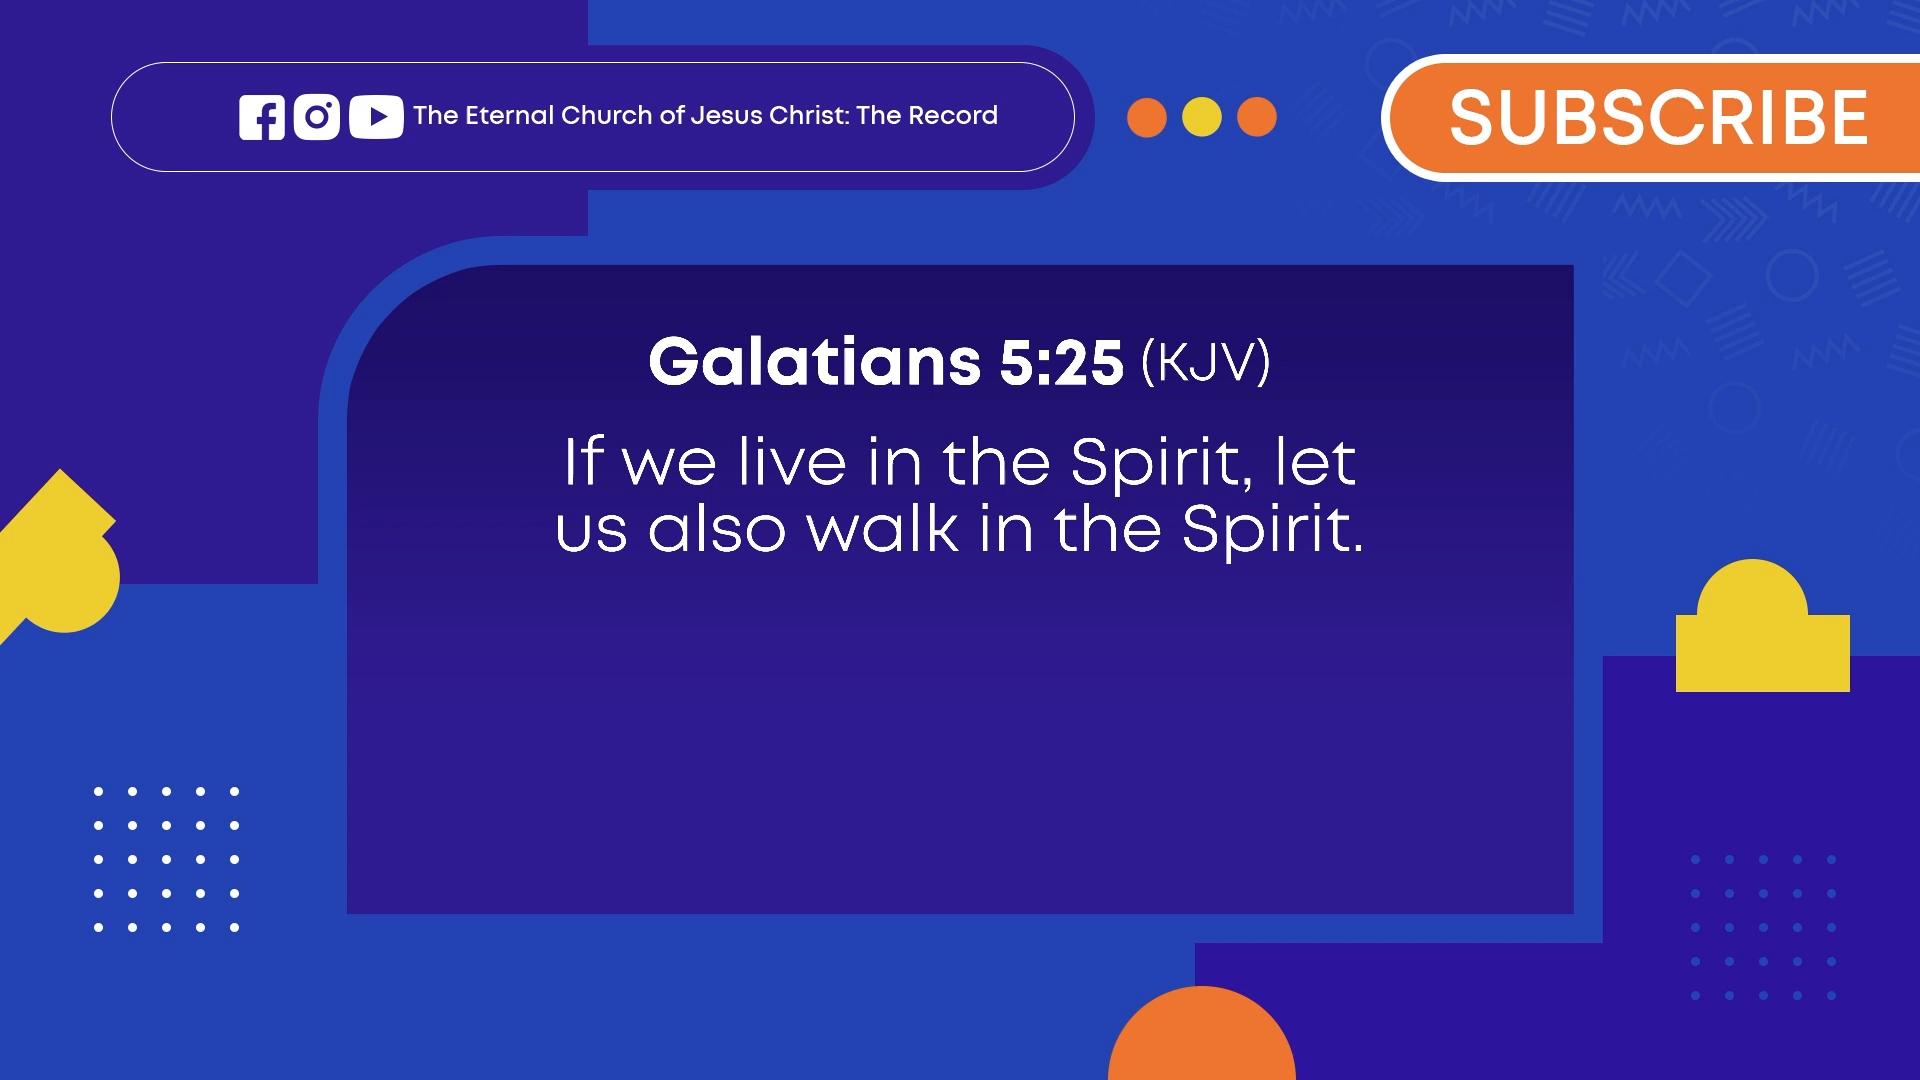 The Eternal Church of Jesus Christ: The Record
SUBSCRIBE
Galatians 5:25 (KJV)
If we live in the Spirit, let
us also walk in the Spirit.